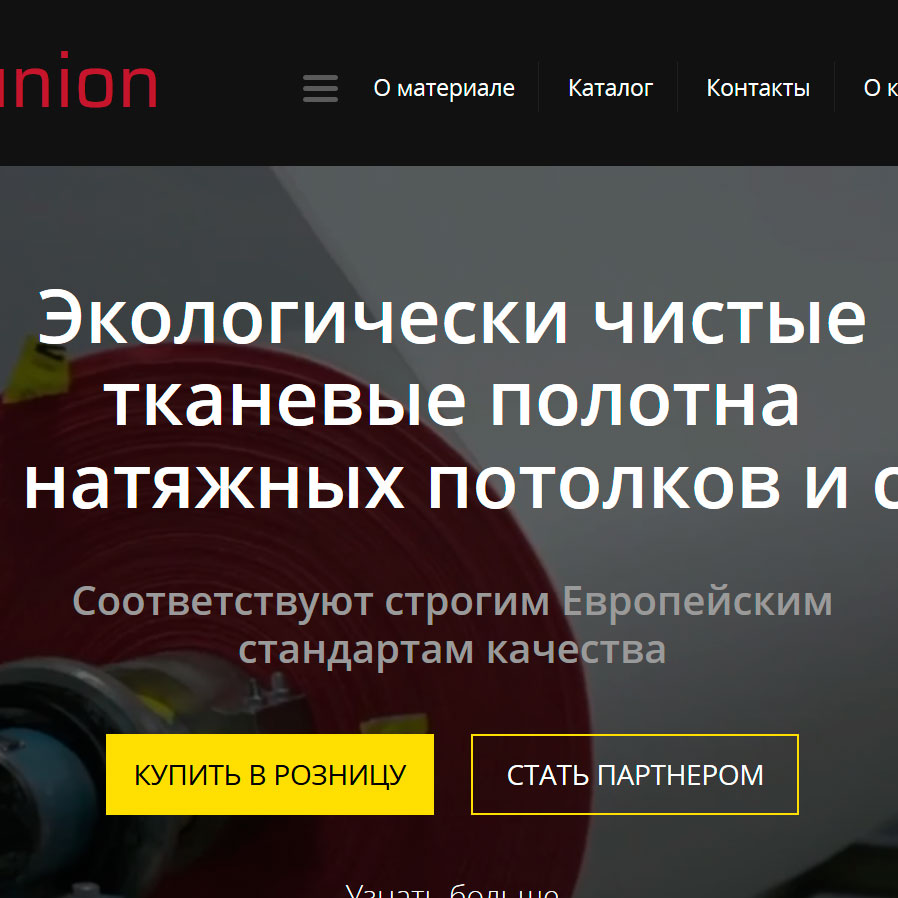 union
О материале
Каталог
Контакты
О
Экологически чистые
тканевые полотна
натяжных потолков и
Соответствуют строгим Европейским
стандартам качества
КУПИТЬ В РОЗНИЦУ
СТАТЬ ПАРТНЕРОМ
Узнать больше